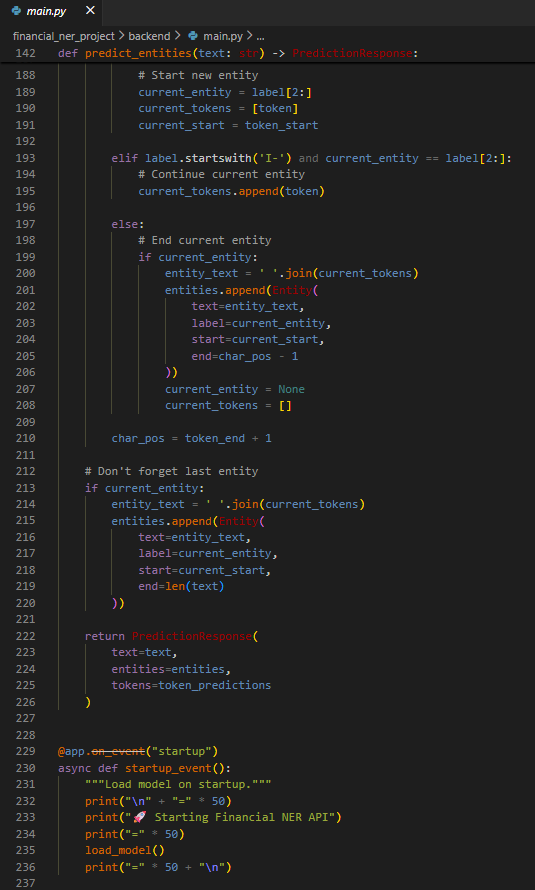 main.py ×
financial_ner_project > backend > main.py > ...
142 def predict_entities(text: str) -> PredictionResponse:
188             # Start new entity
189             current_entity = label[2:]
190             current_tokens = [token]
191             current_start = token_start
192
193         elif label.startswith('I-') and current_entity == label[2:]:
194             # Continue current entity
195             current_tokens.append(token)
196
197         else:
198             # End current entity
199             if current_entity:
200                 entity_text = ' '.join(current_tokens)
201                 entities.append(Entity(
202                     text=entity_text,
203                     label=current_entity,
204                     start=current_start,
205                     end=char_pos - 1
206                 ))
207                 current_entity = None
208                 current_tokens = []
209
210         char_pos = token_end + 1
211
212     # Don't forget last entity
213     if current_entity:
214         entity_text = ' '.join(current_tokens)
215         entities.append(Entity(
216             text=entity_text,
217             label=current_entity,
218             start=current_start,
219             end=len(text)
220         ))
221
222     return PredictionResponse(
223         text=text,
224         entities=entities,
225         tokens=token_predictions
226     )
227
228
229 @app.on_event("startup")
230 async def startup_event():
231     """Load model on startup."""
232     print("\n" + "=" * 50)
233     print("🚀 Starting Financial NER API")
234     print("=" * 50)
235     load_model()
236     print("=" * 50 + "\n")
237